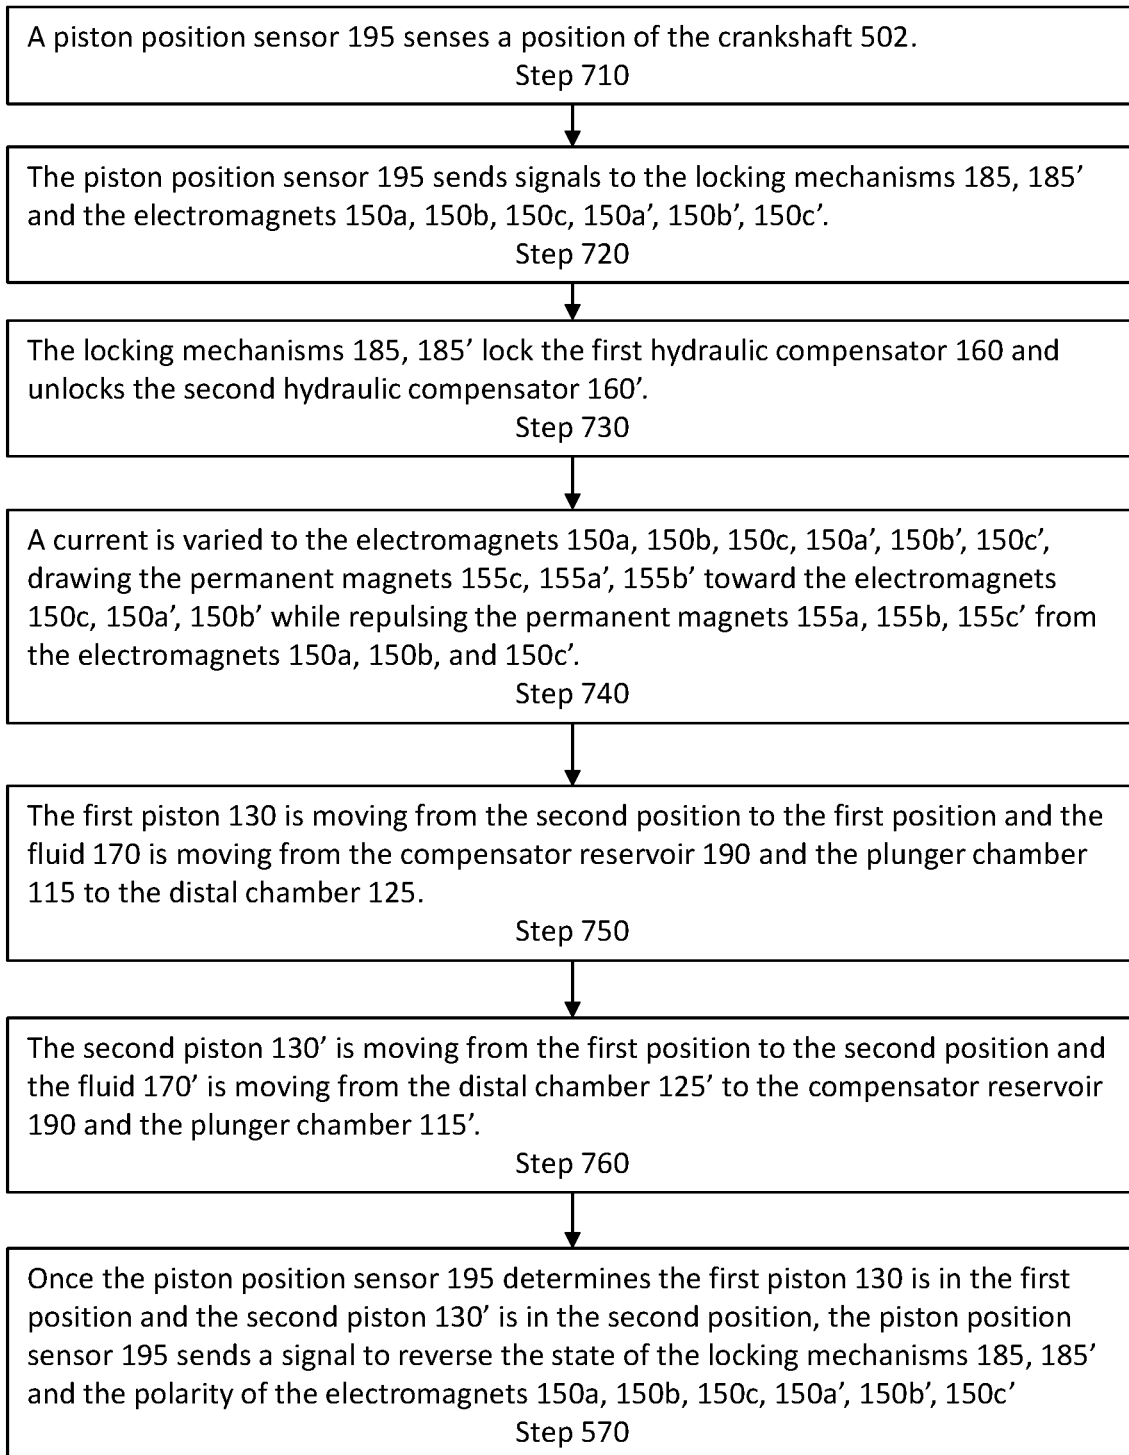 A piston position sensor 195 senses a position of the crankshaft 502.
Step 710
The piston position sensor 195 sends signals to the locking mechanisms 185, 185’
and the electromagnets 150a, 150b, 150c, 150a’, 150b’, 150c’.
Step 720
The locking mechanisms 185, 185’ lock the first hydraulic compensator 160 and
unlocks the second hydraulic compensator 160’.
Step 730
A current is varied to the electromagnets 150a, 150b, 150c, 150a’, 150b’, 150c’,
drawing the permanent magnets 155c, 155a’, 155b’ toward the electromagnets
150c, 150a’, 150b’ while repulsing the permanent magnets 155a, 155b, 155c’ from
the electromagnets 150a, 150b, and 150c’.
Step 740
The first piston 130 is moving from the second position to the first position and the
fluid 170 is moving from the compensator reservoir 190 and the plunger chamber
115 to the distal chamber 125.
Step 750
The second piston 130’ is moving from the first position to the second position and
the fluid 170’ is moving from the distal chamber 125’ to the compensator reservoir
190 and the plunger chamber 115’.
Step 760
Once the piston position sensor 195 determines the first piston 130 is in the first
position and the second piston 130’ is in the second position, the piston position
sensor 195 sends a signal to reverse the state of the locking mechanisms 185, 185’
and the polarity of the electromagnets 150a, 150b, 150c, 150a’, 150b’, 150c’
Step 570